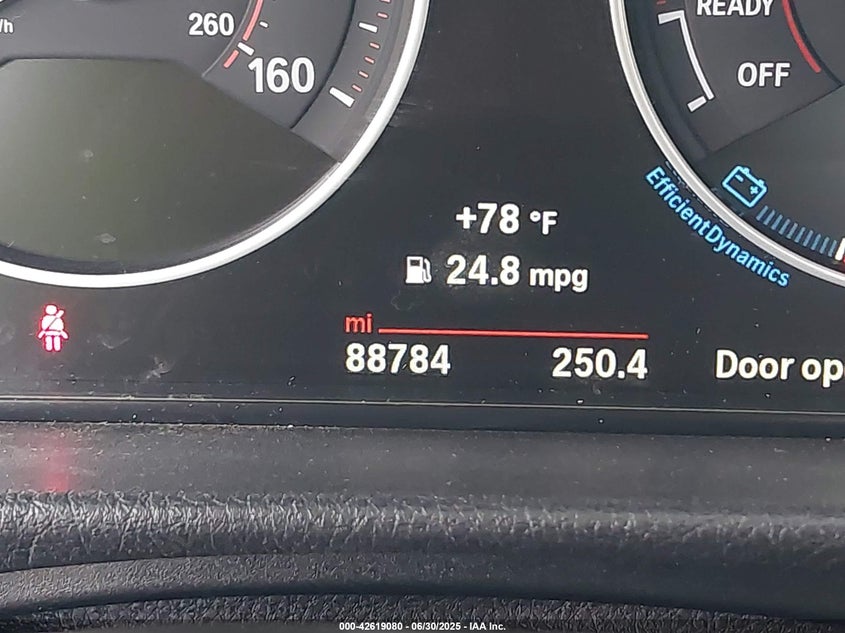 260
160
READY
OFF
EfficientDynamics
+78 °F
24.8 mpg
mi
88784 250.4 Door op
000-42619080 - 06/30/2025 - IAA Inc.